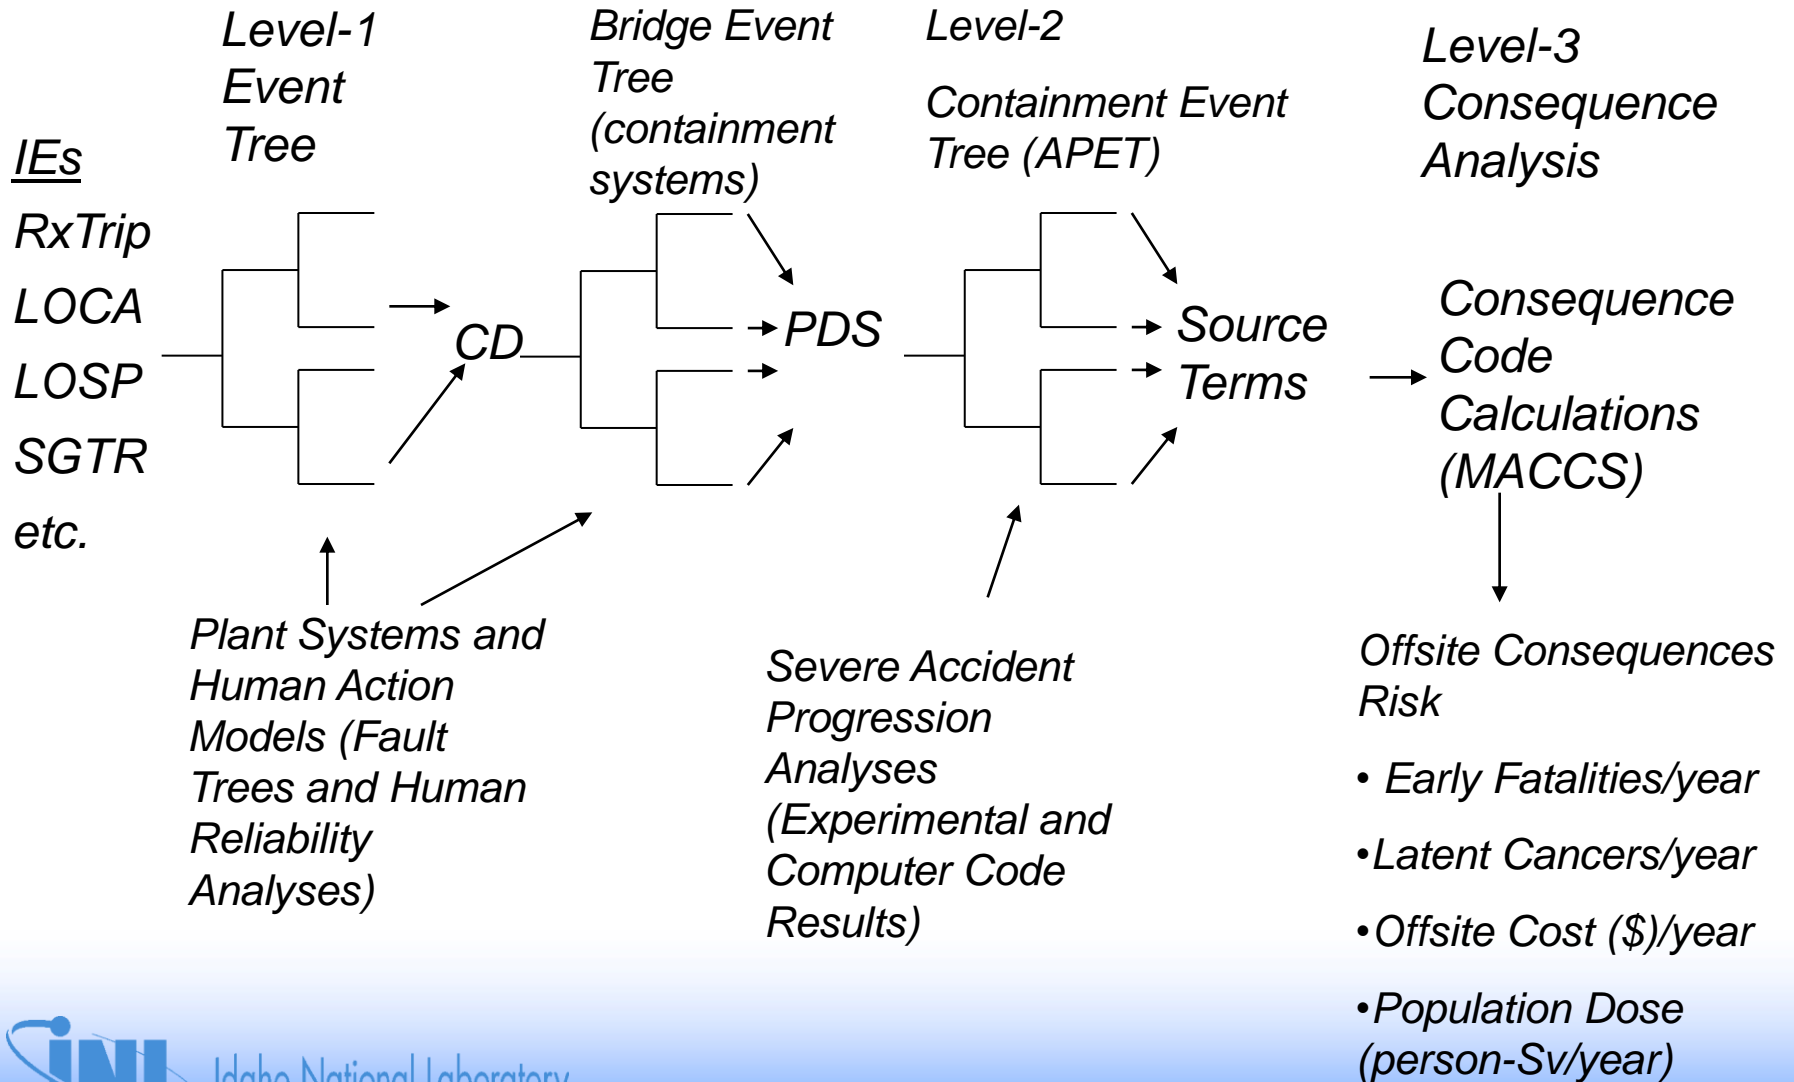 Level-1
Event
Tree
Bridge Event
Tree
(containment
systems)
Level-2
Containment Event
Tree (APET)
Level-3
Consequence
Analysis
IEs
RxTrip
LOCA
LOSP
SGTR
etc.
CD
PDS
Source
Terms
Consequence
Code
Calculations
(MACCS)
Plant Systems and
Human Action
Models (Fault
Trees and Human
Reliability
Analyses)
Severe Accident
Progression
Analyses
(Experimental and
Computer Code
Results)
Offsite Consequences
Risk
• Early Fatalities/year
•Latent Cancers/year
•Offsite Cost ($)/year
•Population Dose
(person-Sv/year)
INL
Idaho National Laboratory